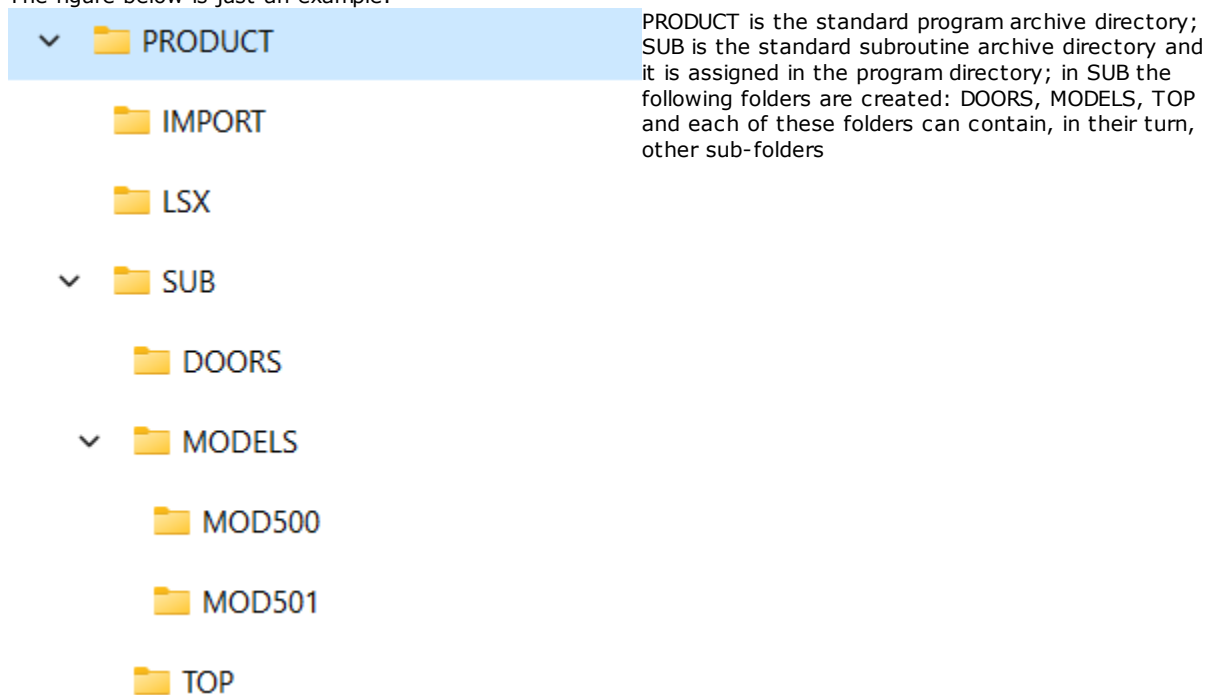 The figure below is just an example.
PRODUCT
IMPORT
LSX
SUB
DOORS
MODELS
MOD500
MOD501
TOP
PRODUCT is the standard program archive directory;
SUB is the standard subroutine archive directory and
it is assigned in the program directory; in SUB the
following folders are created: DOORS, MODELS, TOP
and each of these folders can contain, in their turn,
other sub-folders